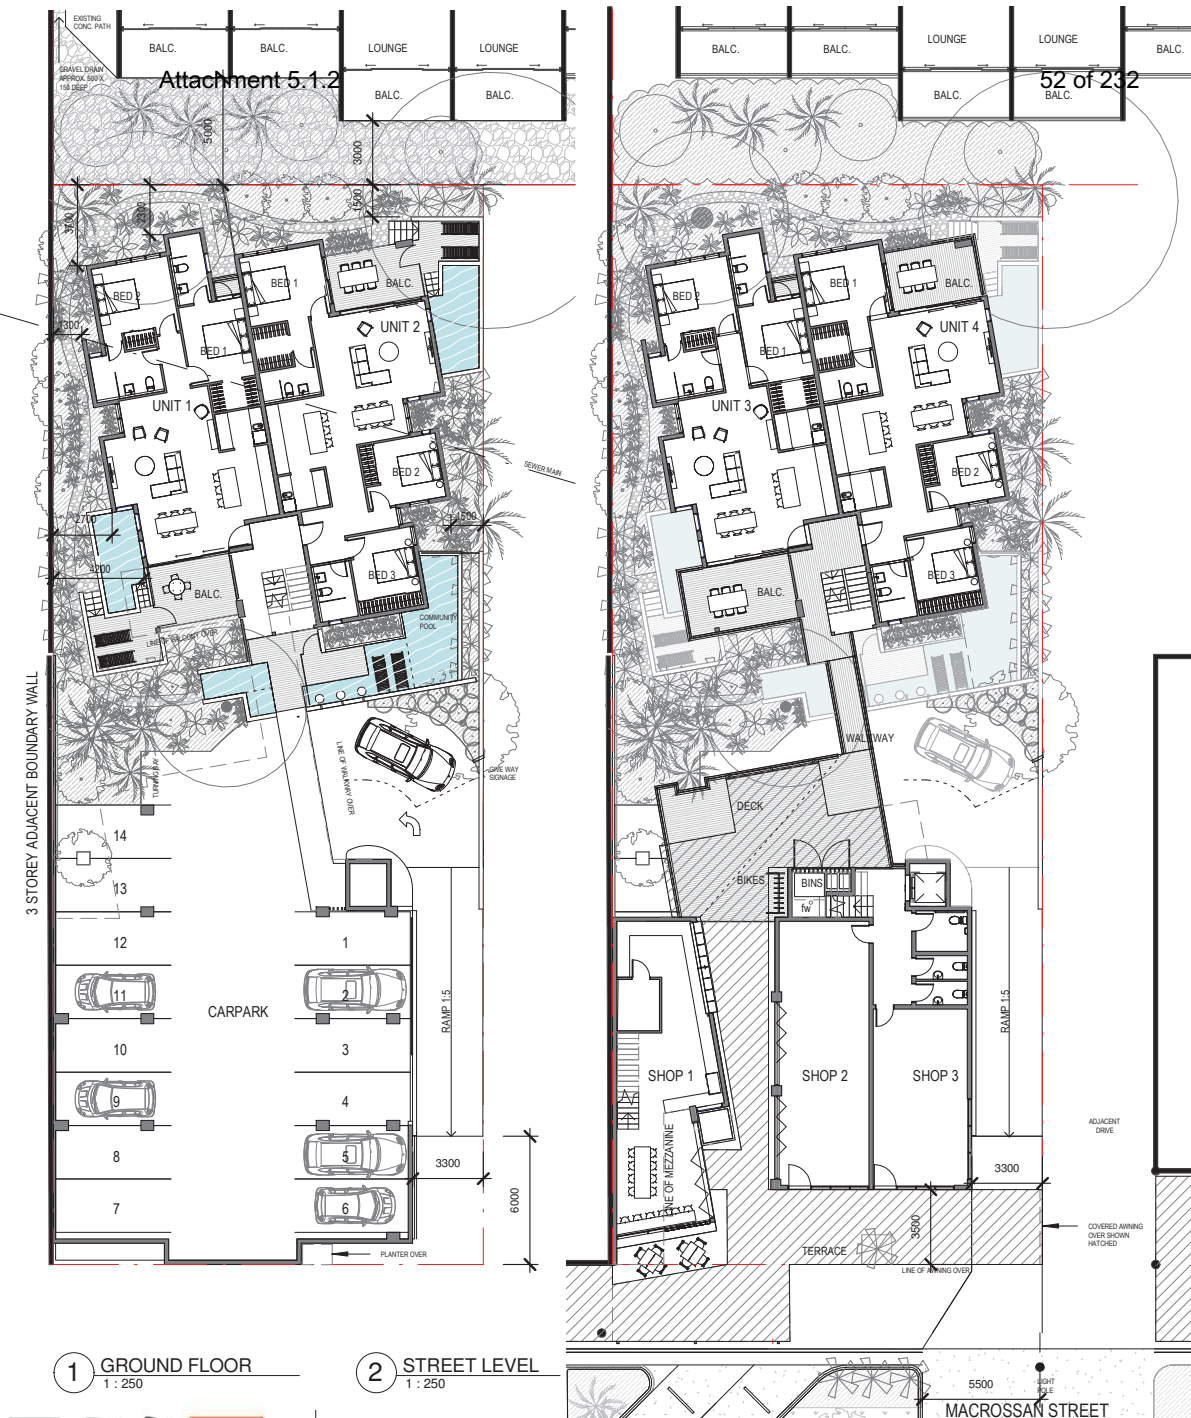 EXISTING
CONC. PATH
BALC.
BALC.
LOUNGE
LOUNGE
BALC.
BALC.
LOUNGE
LOUNGE
BALC.
GRAVEL DRAIN
APPROX. 500 X
150 DEEP
Attachment 5.1.2
52 of 232
BALC.
BALC.
BALC.
BALC.
5000
3000
1500
3500
2300
BED 2
BED 1
BALC.
BED 1
UNIT 2
1300
UNIT 1
BED 2
SEWER MAIN
2700
1500
4200
BALC.
BED 3
COMMUNITY
POOL
LINE OF BALCONY OVER
BED 2
BED 1
BALC.
BED 1
UNIT 4
UNIT 3
BED 2
BALC.
BED 3
3 STOREY ADJACENT BOUNDARY WALL
TURNING BAY
LINE OF WALKWAY OVER
GIVE WAY
SIGNAGE
WALKWAY
DECK
BIKES
BINS
fw
14
13
12
11
10
9
8
7
1
2
3
4
5
6
CARPARK
RAMP 1:5
3300
6000
PLANTER OVER
SHOP 1
SHOP 2
SHOP 3
RAMP 1:5
LINE OF MEZZANINE
3300
3500
TERRACE
LINE OF AWNING OVER
ADJACENT
DRIVE
COVERED AWNING
OVER SHOWN
HATCHED
1 GROUND FLOOR
1 : 250
2 STREET LEVEL
1 : 250
5500
LIGHT
POLE
MACROSSAN STREET